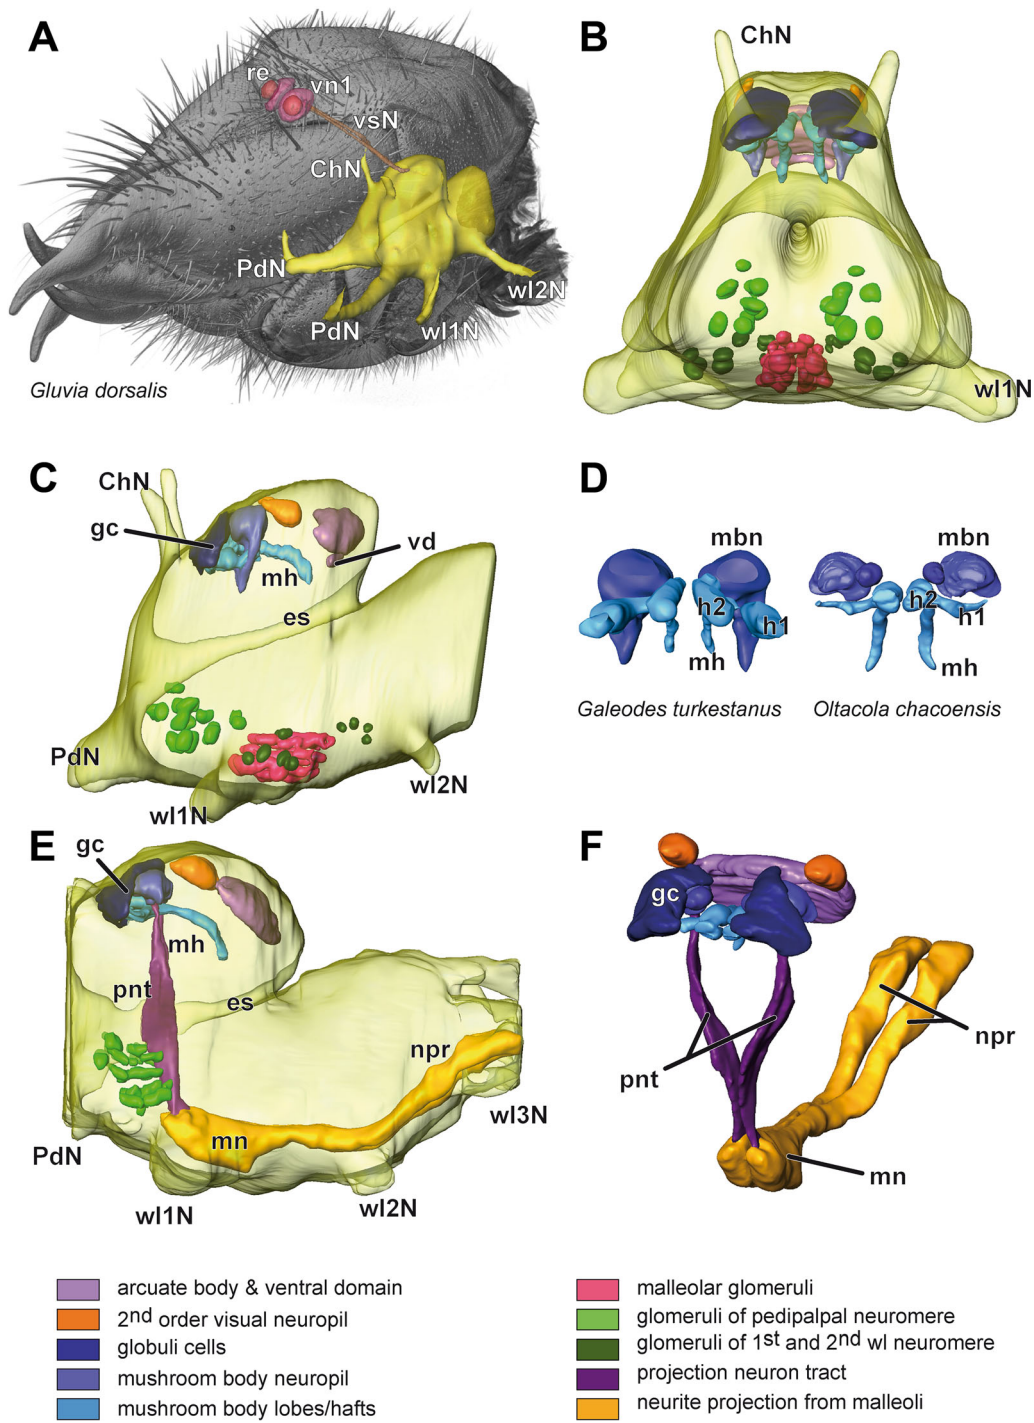 A
re
vn1
vsN
ChN
PdN
PdN
wl1N
wl2N
Gluvia dorsalis
B
ChN
wl1N
C
ChN
gc
mh
vd
es
PdN
wl1N
wl2N
D
mbn
mbn
h2
h1
h2
h1
mh
mh
Galeodes turkestanus
Oltacola chacoensis
E
gc
mh
pnt
es
npr
mn
PdN
wl1N
wl2N
wl3N
F
gc
pnt
npr
mn
arcuate body & ventral domain
2nd order visual neuropil
globuli cells
mushroom body neuropil
mushroom body lobes/hafts
malleolar glomeruli
glomeruli of pedipalpal neuromere
glomeruli of 1st and 2nd wl neuromere
projection neuron tract
neurite projection from malleoli